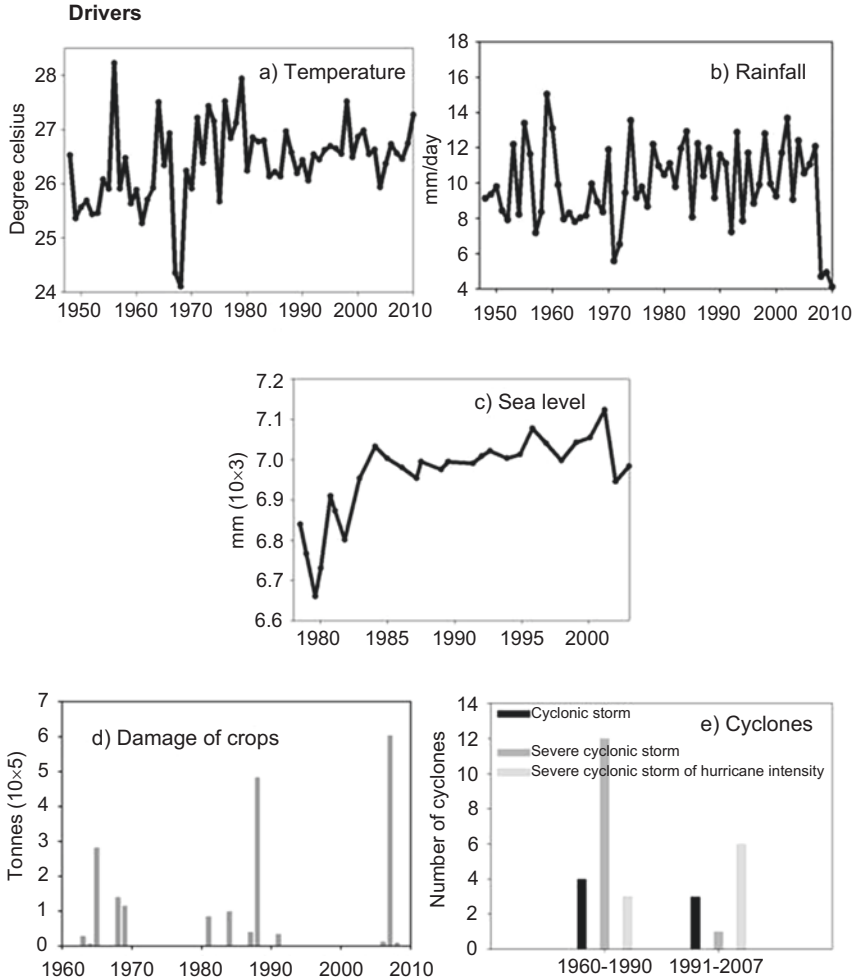 Drivers
a) Temperature
Degree celsius
28
27
26
25
24
1950 1960 1970 1980 1990 2000 2010
b) Rainfall
mm/day
18
16
14
12
10
8
6
4
1950 1960 1970 1980 1990 2000 2010
c) Sea level
mm (10×3)
7.2
7.1
7.0
6.9
6.8
6.7
6.6
1980 1985 1990 1995 2000
d) Damage of crops
Tonnes (10×5)
7
6
5
4
3
2
1
0
1960 1970 1980 1990 2000 2010
e) Cyclones
Number of cyclones
14
12
10
8
6
4
2
0
Cyclonic storm
Severe cyclonic storm
Severe cyclonic storm of hurricane intensity
1960-1990 1991-2007